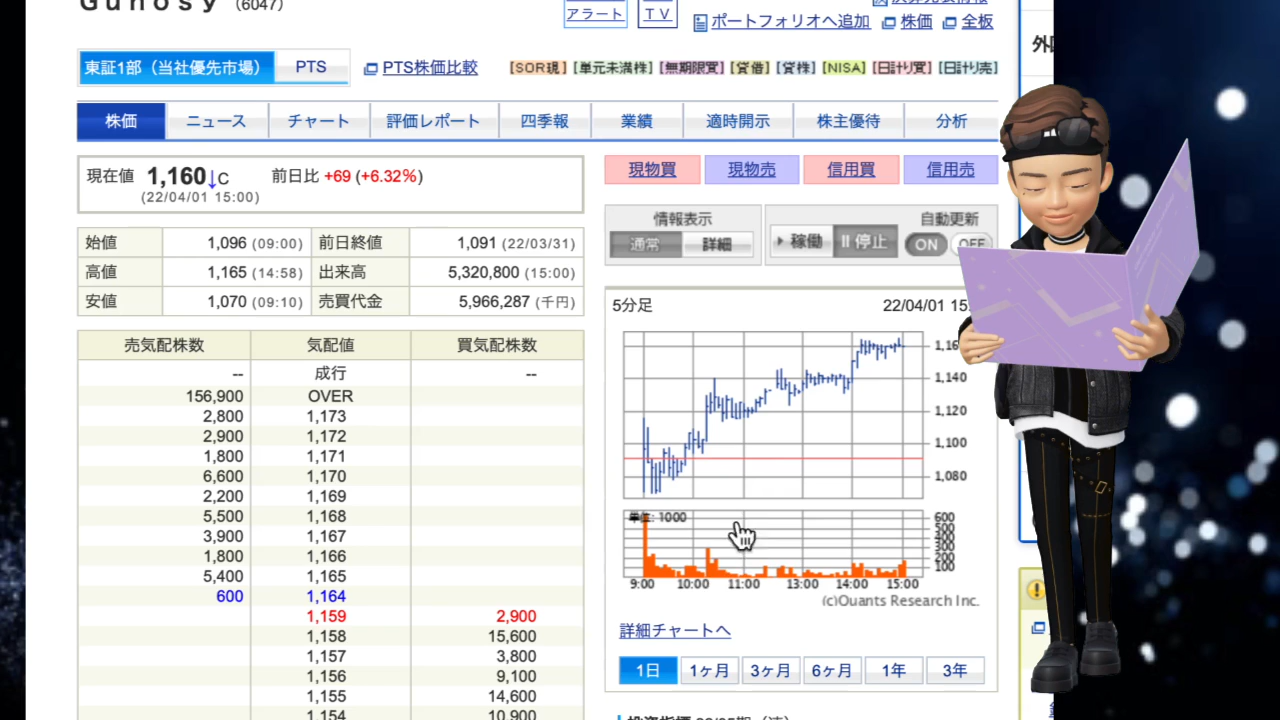 Gunosy (6047)
アラート TV ポートフォリオへ追加 株価 全板
東証1部（当社優先市場） PTS PTS株価比較 [SOR現] [単元未満株] [無期限買] [貸借] [貸株] [NISA] [日計り買] [日計り売]
株価 ニュース チャート 評価レポート 四季報 業績 適時開示 株主優待 分析
現在値 1,160↓C 前日比 +69 (+6.32%)
(22/04/01 15:00)
現物買 現物売 信用買 信用売
情報表示 自動更新
通常 詳細 稼働 停止 ON OFF
始値 1,096 (09:00) 前日終値 1,091 (22/03/31)
高値 1,165 (14:58) 出来高 5,320,800 (15:00)
安値 1,070 (09:10) 売買代金 5,966,287 (千円)
売気配株数 気配値 買気配株数
-- 成行 --
156,900 OVER
2,800 1,173
2,900 1,172
1,800 1,171
6,600 1,170
2,200 1,169
5,500 1,168
3,900 1,167
1,800 1,166
5,400 1,165
600 1,164
1,159 2,900
1,158 15,600
1,157 3,800
1,156 9,100
1,155 14,600
1,154 10,900
5分足 22/04/01
1,140
1,120
1,100
1,080
単位: 1000
600
500
400
300
200
100
9:00 10:00 11:00 13:00 14:00 15:00
(c)Quants Research Inc.
詳細チャートへ
1日 1ヶ月 3ヶ月 6ヶ月 1年 3年